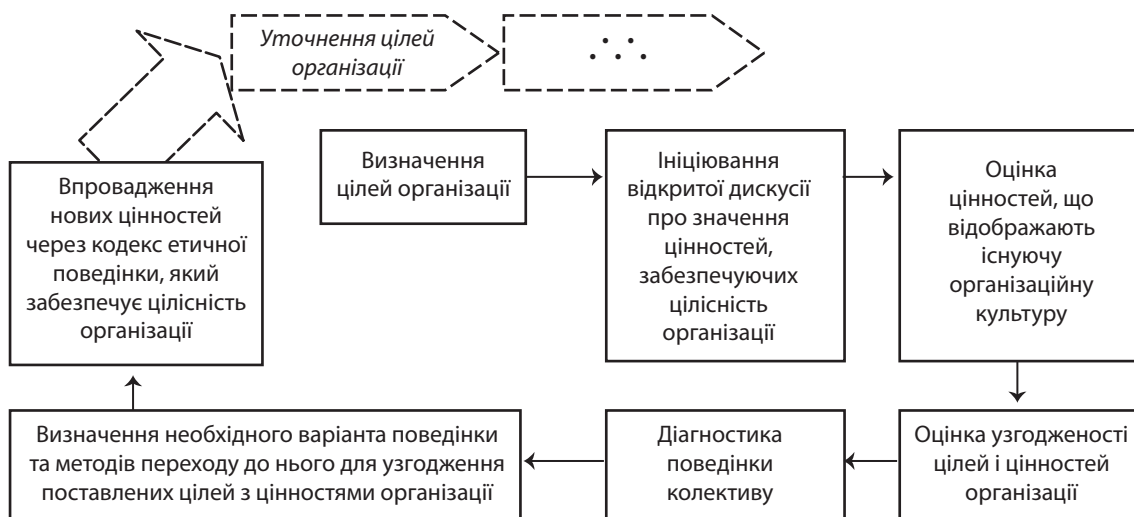 Уточнення цілей
організації
Визначення
цілей організації
Ініціювання
відкритої дискусії
про значення
цінностей,
забезпечуючих
цілісність
організації
Оцінка
цінностей, що
відображають
існуючу
організаційну
культуру
Оцінка узгодженості
цілей і цінностей
організації
Діагностика
поведінки
колективу
Визначення необхідного варіанта поведінки
та методів переходу до нього для узгодження
поставлених цілей з цінностями організації
Впровадження
нових цінностей
через кодекс етичної
поведінки, який
забезпечує цілісність
організації